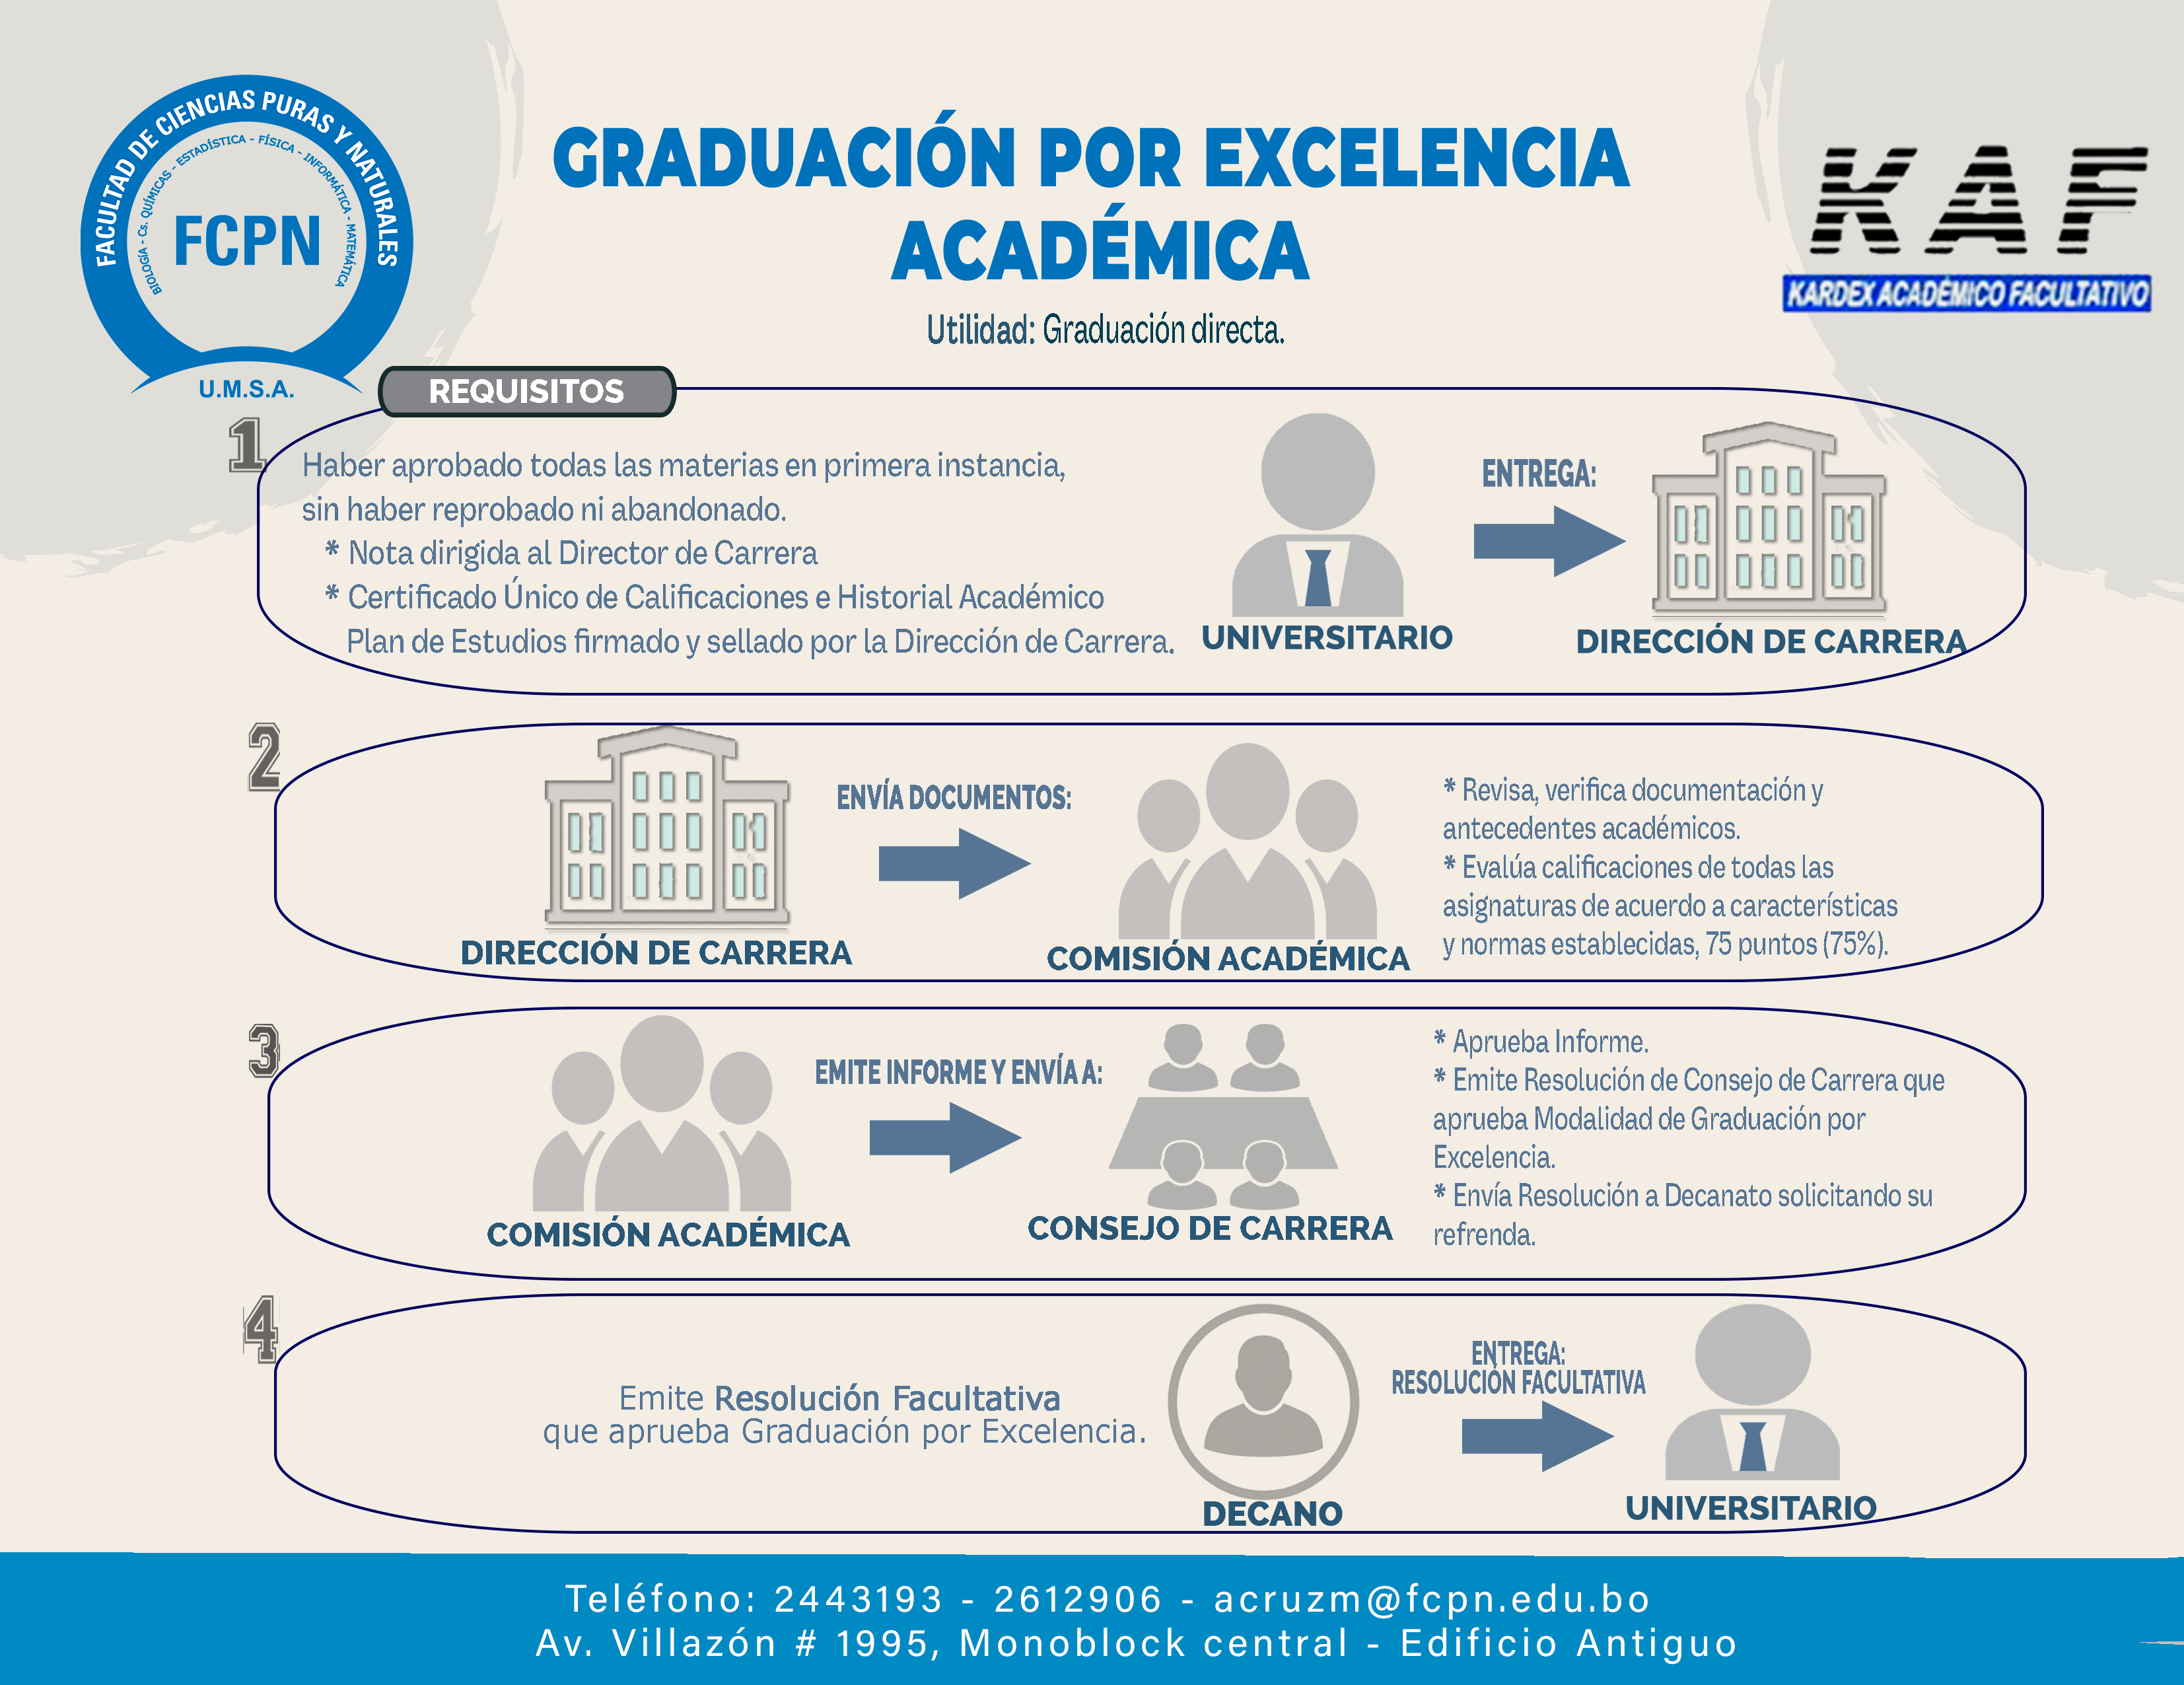 FACULTAD DE CIENCIAS PURAS Y NATURALES
BIOLOGÍA - Cs. QUÍMICAS - ESTADÍSTICA - FÍSICA - INFORMÁTICA - MATEMÁTICA
FCPN
U.M.S.A.
GRADUACIÓN POR EXCELENCIA
ACADÉMICA
Utilidad: Graduación directa.
KAF
KARDEX ACADÉMICO FACULTATIVO
REQUISITOS
1
Haber aprobado todas las materias en primera instancia,
sin haber reprobado ni abandonado.
* Nota dirigida al Director de Carrera
* Certificado Único de Calificaciones e Historial Académico
Plan de Estudios firmado y sellado por la Dirección de Carrera.
UNIVERSITARIO
ENTREGA:
DIRECCIÓN DE CARRERA
2
DIRECCIÓN DE CARRERA
ENVÍA DOCUMENTOS:
COMISIÓN ACADÉMICA
* Revisa, verifica documentación y
antecedentes académicos.
* Evalúa calificaciones de todas las
asignaturas de acuerdo a características
y normas establecidas, 75 puntos (75%).
3
COMISIÓN ACADÉMICA
EMITE INFORME Y ENVÍA A:
CONSEJO DE CARRERA
* Aprueba Informe.
* Emite Resolución de Consejo de Carrera que
aprueba Modalidad de Graduación por
Excelencia.
* Envía Resolución a Decanato solicitando su
refrenda.
4
Emite Resolución Facultativa
que aprueba Graduación por Excelencia.
DECANO
ENTREGA:
RESOLUCIÓN FACULTATIVA
UNIVERSITARIO
Teléfono: 2443193 - 2612906 - acruzm@fcpn.edu.bo
Av. Villazón # 1995, Monoblock central - Edificio Antiguo